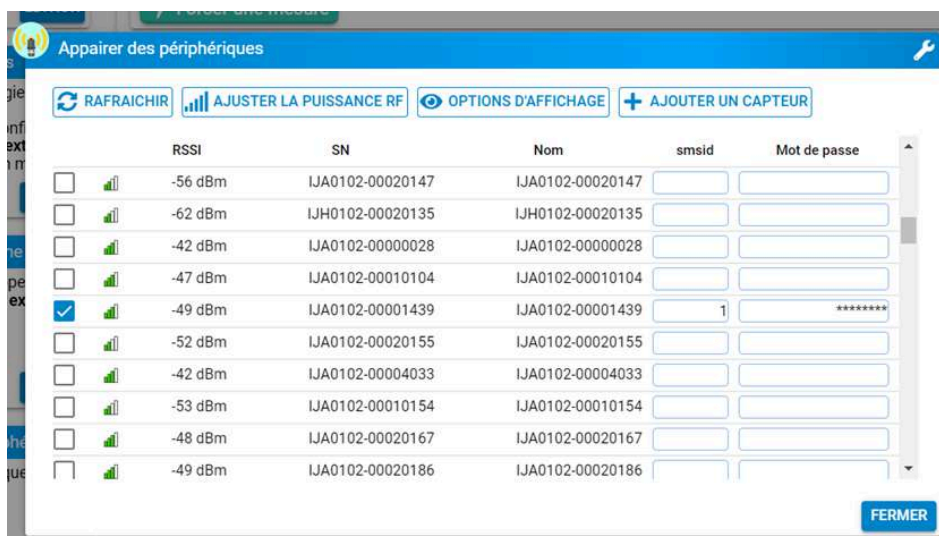 Forcer une mesure
Appairer des périphériques
RAFRAICHIR AJUSTER LA PUISSANCE RF OPTIONS D'AFFICHAGE AJOUTER UN CAPTEUR
RSSI SN Nom smsid Mot de passe
-56 dBm IJA0102-00020147 IJA0102-00020147
-62 dBm IJH0102-00020135 IJH0102-00020135
-42 dBm IJA0102-00000028 IJA0102-00000028
-47 dBm IJA0102-00010104 IJA0102-00010104
-49 dBm IJA0102-00001439 IJA0102-00001439 1 ********
-52 dBm IJA0102-00020155 IJA0102-00020155
-42 dBm IJA0102-00004033 IJA0102-00004033
-53 dBm IJA0102-00010154 IJA0102-00010154
-48 dBm IJA0102-00020167 IJA0102-00020167
-49 dBm IJA0102-00020186 IJA0102-00020186
FERMER